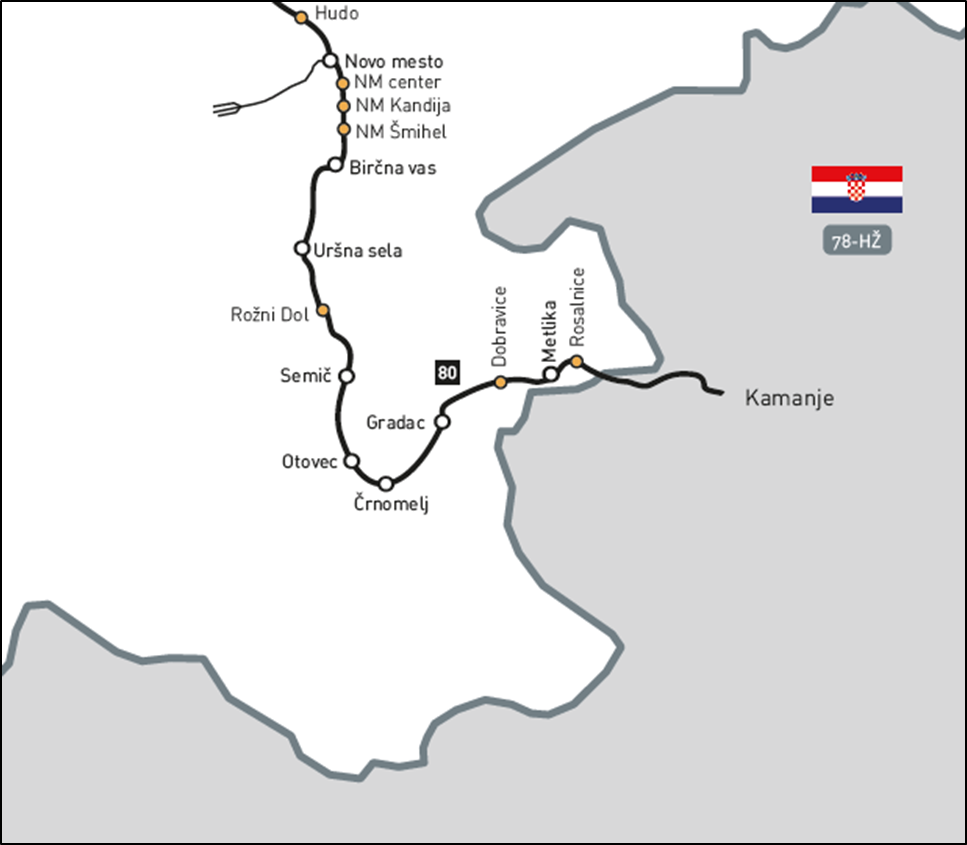 Hudo
Novo mesto
NM center
NM Kandija
NM Šmihel
Birčna vas
78-HŽ
Uršna sela
Rožni Dol
Dobravice
Metlika
Rosalnice
Semič
80
Kamanje
Gradac
Otovec
Črnomelj